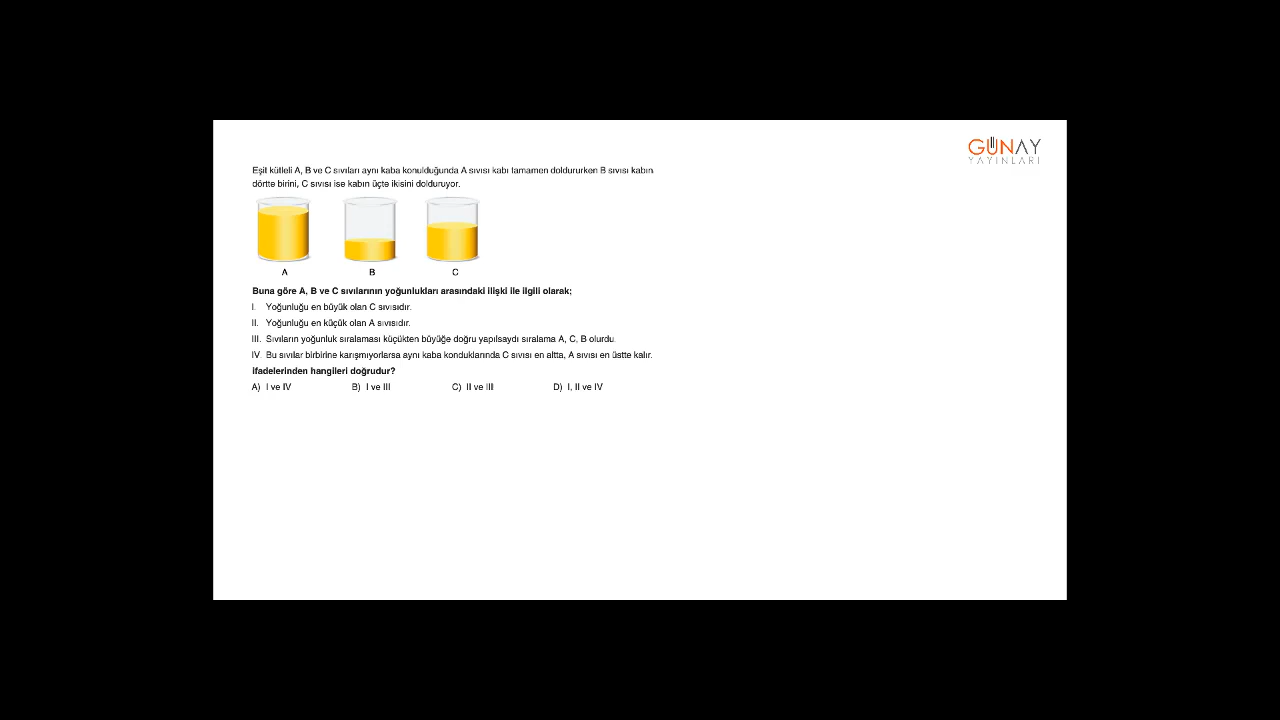 GÜNAY
YAYINLARI
Eşit kütleli A, B ve C sıvıları aynı kaba konulduğunda A sıvısı kabı tamamen doldururken B sıvısı kabın
dörtte birini, C sıvısı ise kabın üçte ikisini dolduruyor.
A B C
Buna göre A, B ve C sıvılarının yoğunlukları arasındaki ilişki ile ilgili olarak;
I. Yoğunluğu en büyük olan C sıvısıdır.
II. Yoğunluğu en küçük olan A sıvısıdır.
III. Sıvıların yoğunluk sıralaması küçükten büyüğe doğru yapılsaydı sıralama A, C, B olurdu.
IV. Bu sıvılar birbirine karışmıyorlarsa aynı kaba konduklarında C sıvısı en altta, A sıvısı en üstte kalır.
ifadelerinden hangileri doğrudur?
A) I ve IV B) I ve III C) II ve III D) I, II ve IV